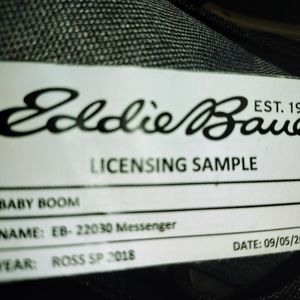 Eddie Baue
EST. 19
LICENSING SAMPLE
BABY BOOM
NAME: EB- 22030 Messenger
DATE: 09/05/20
YEAR: ROSS SP 2018